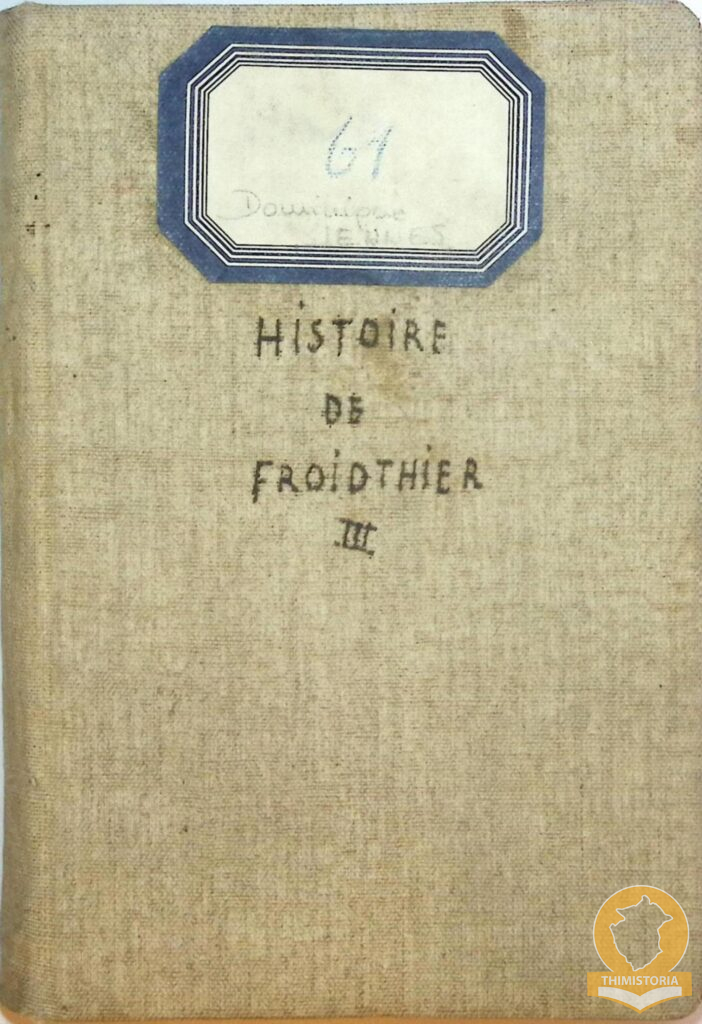 61
Dominique
HiSTOiRE
DE
FROiDTHiER
III
THIMISTORIA